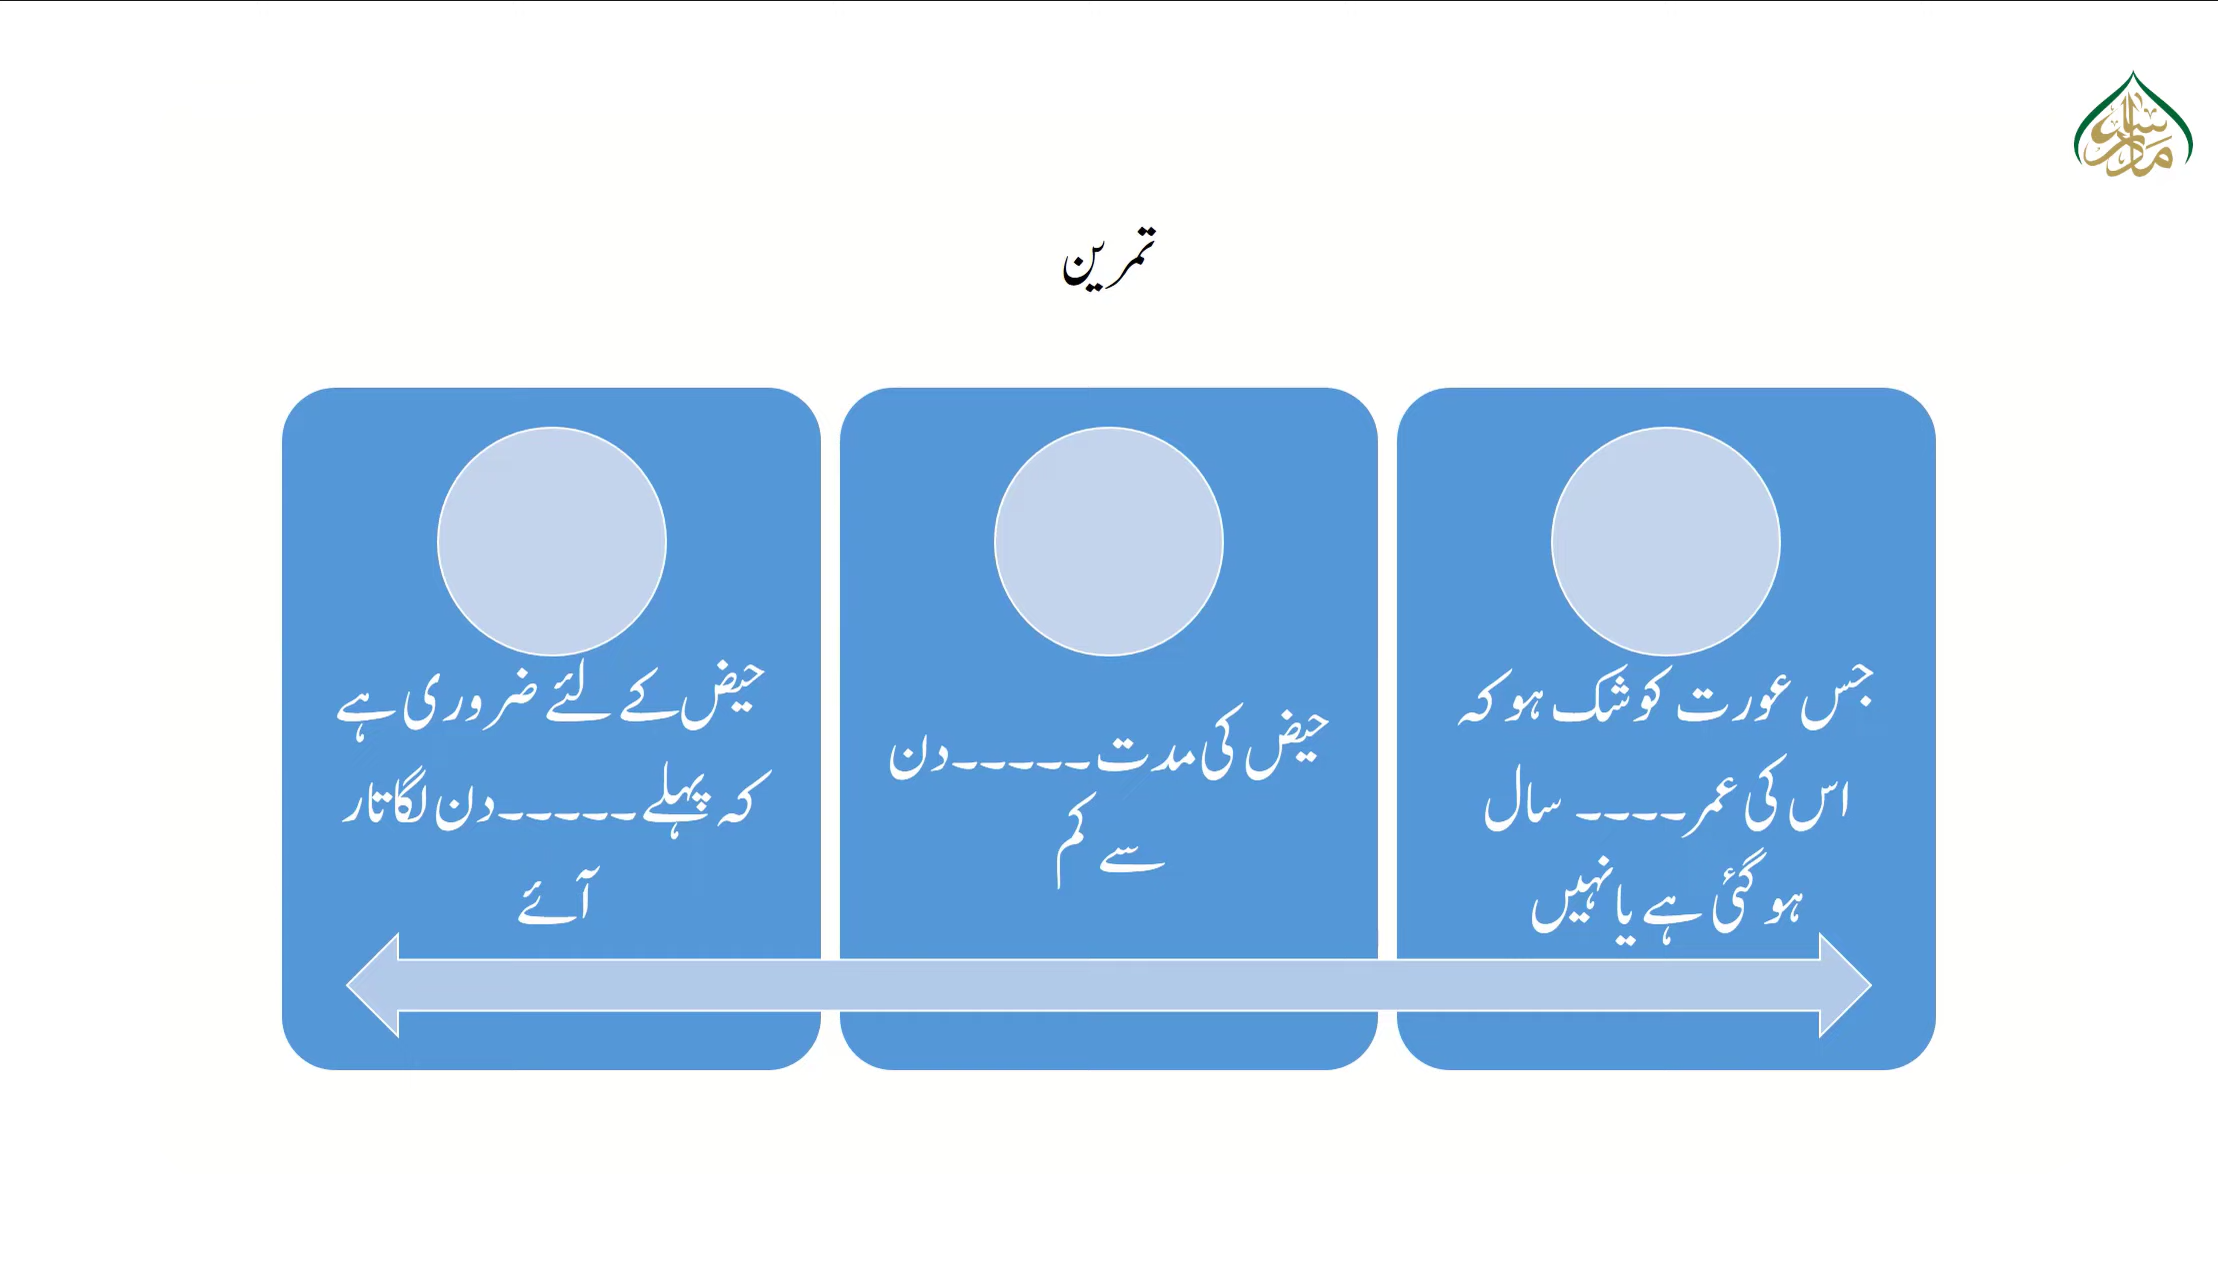 تمرین
جس عورت کو شک ہو کہ
اس کی عمر۔۔۔۔ سال
ہو گئی ہے یا نہیں
حیض کی مدت۔۔۔۔۔دن
سے کم
حیض کے لئے ضروری ہے
کہ پہلے۔۔۔۔۔دن لگاتار
آئے